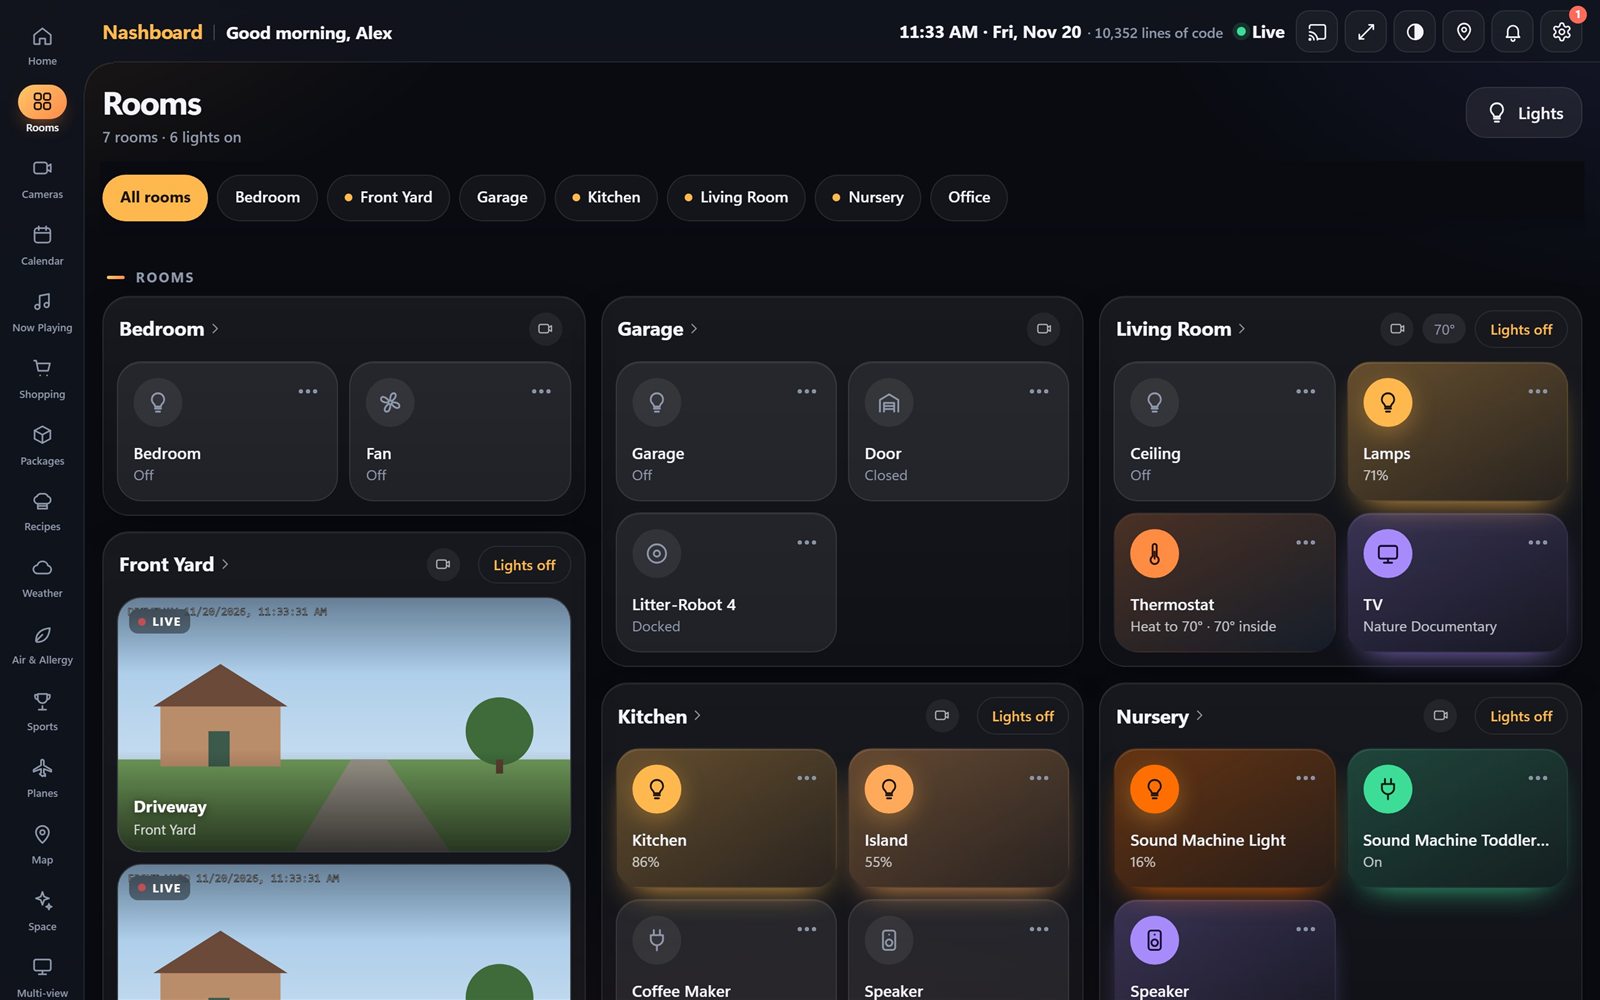 Nashboard
Good morning, Alex
11:33 AM · Fri, Nov 20 · 10,352 lines of code
Live
1
Home
Rooms
Cameras
Calendar
Now Playing
Shopping
Packages
Recipes
Weather
Air & Allergy
Sports
Planes
Map
Space
Multi-view
Rooms
7 rooms · 6 lights on
Lights
All rooms
Bedroom
Front Yard
Garage
Kitchen
Living Room
Nursery
Office
ROOMS
Bedroom
Bedroom
Off
Fan
Off
Front Yard
Lights off
11/20/2026, 11:33:31 AM
LIVE
Driveway
Front Yard
11/20/2026, 11:33:31 AM
LIVE
Garage
Garage
Off
Door
Closed
Litter-Robot 4
Docked
Kitchen
Lights off
Kitchen
86%
Island
55%
Coffee Maker
Speaker
Living Room
70°
Lights off
Ceiling
Off
Lamps
71%
Thermostat
Heat to 70° · 70° inside
TV
Nature Documentary
Nursery
Lights off
Sound Machine Light
16%
Sound Machine Toddler...
On
Speaker